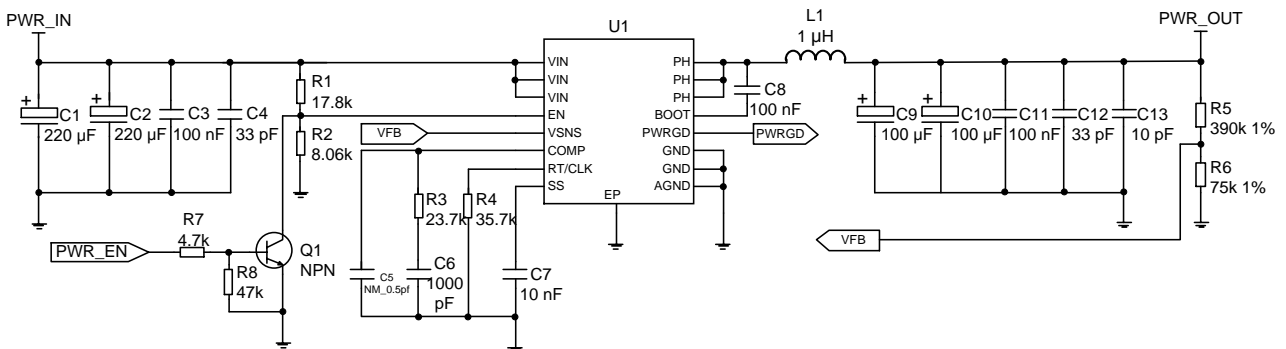 PWR_IN
U1
L1
1 μH
PWR_OUT
VIN
VIN
VIN
EN
VSNS
COMP
RT/CLK
SS
EP
PH
PH
PH
BOOT
PWRGD
GND
GND
AGND
C1
220 μF
C2
220 μF
C3
100 nF
C4
33 pF
R1
17.8k
R2
8.06k
VFB
C8
100 nF
PWRGD
C9
100 μF
C10
100 μF
C11
100 nF
C12
33 pF
C13
10 pF
R5
390k 1%
R6
75k 1%
VFB
R3
23.7k
R4
35.7k
R7
4.7k
PWR_EN
R8
47k
Q1
NPN
C5
NM_0.5pf
C6
1000
pF
C7
10 nF